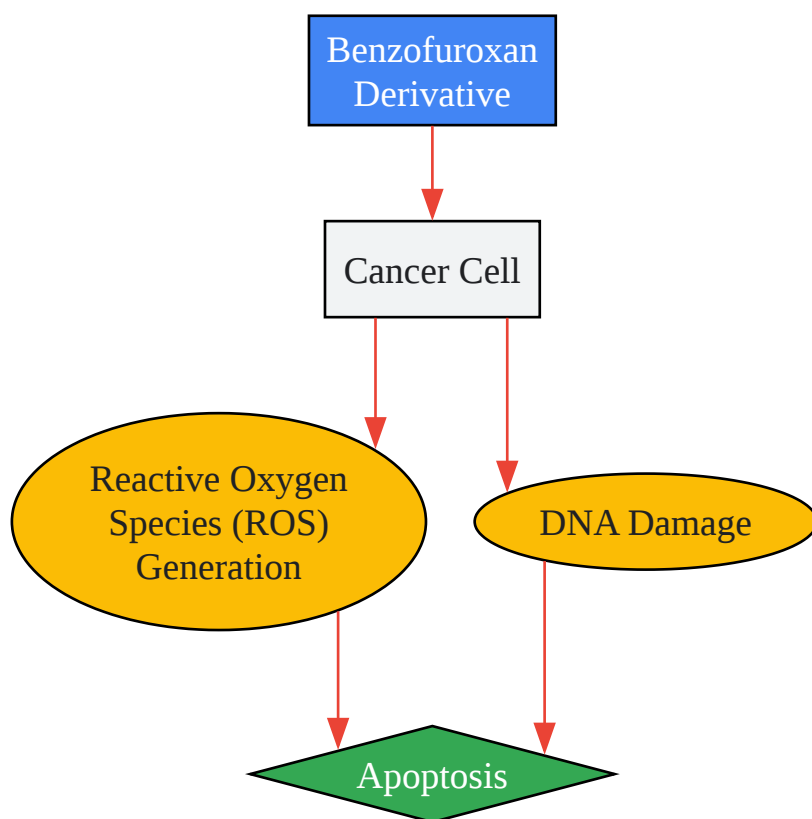 Benzofuroxan
Derivative
Cancer Cell
Reactive Oxygen
Species (ROS)
Generation
DNA Damage
Apoptosis